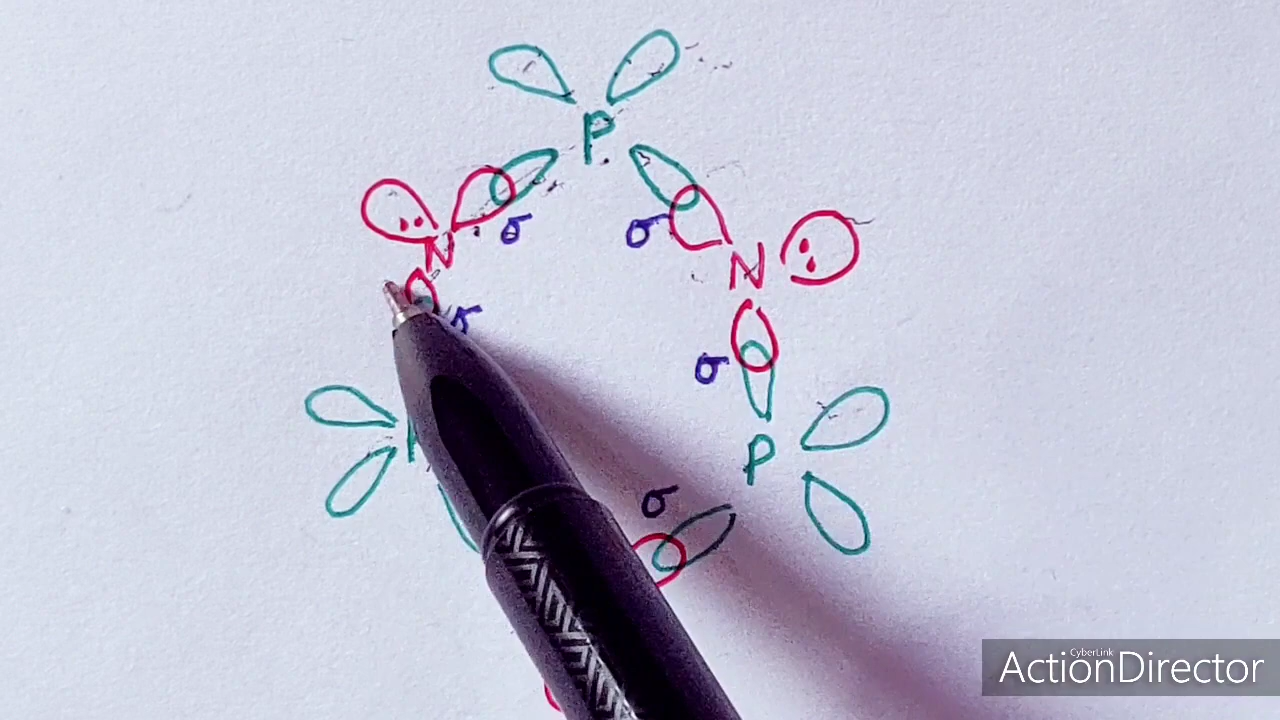 P
N σ σ N
σ
σ
P
σ
CyberLink
ActionDirector